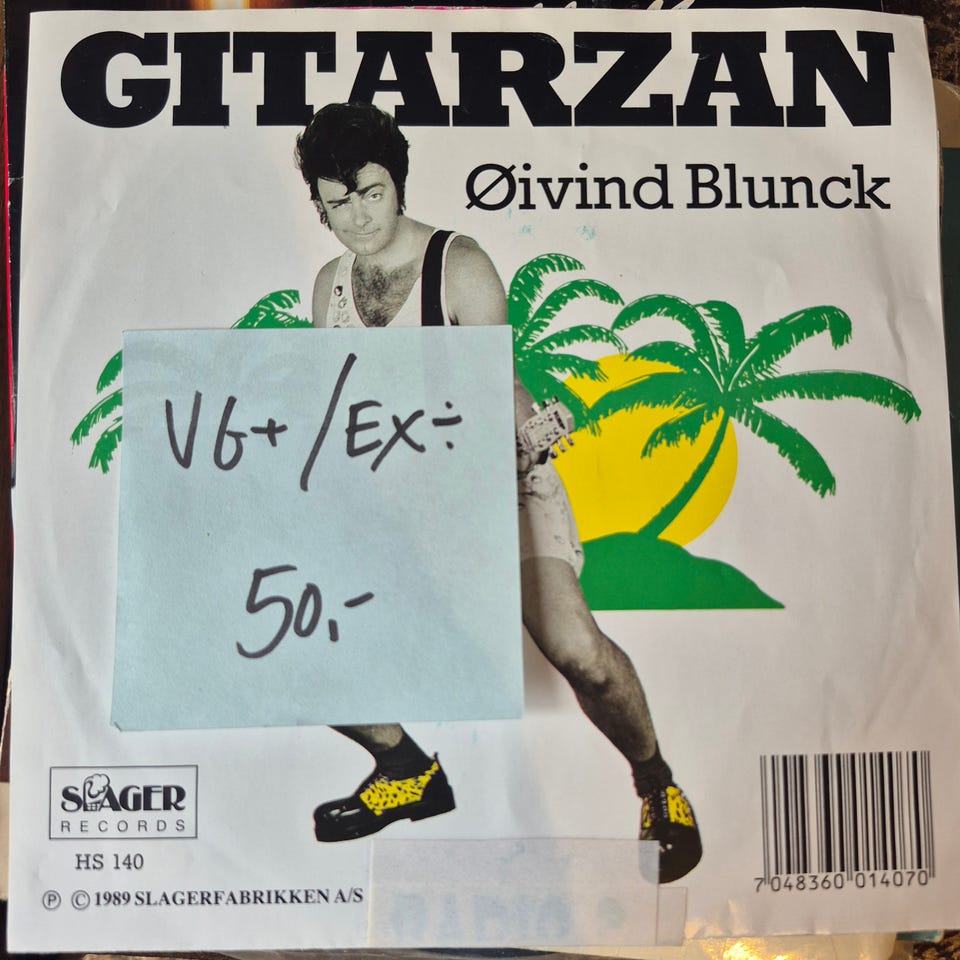 GITARZAN
Øivind Blunck
VG+/EX÷
50,-
SLAGER
RECORDS
HS 140
Ⓟ © 1989 SLAGERFABRIKKEN A/S
7 048360 014070